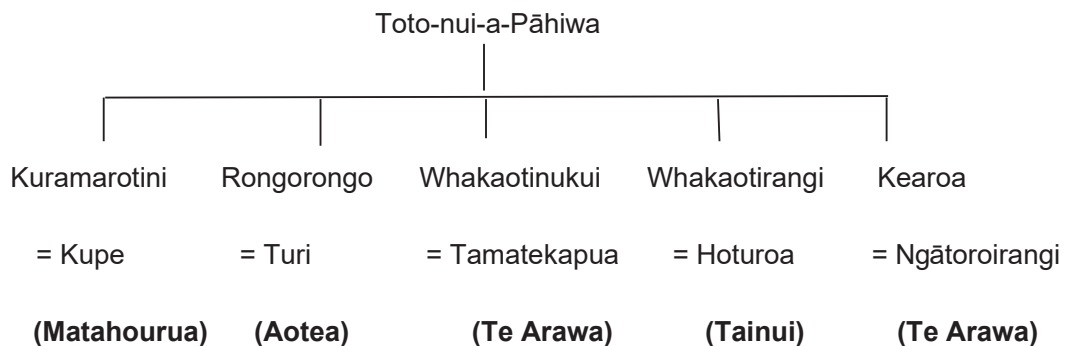 Toto-nui-a-Pāhiwa
Kuramarotini Rongorongo Whakaotinukui Whakaotirangi Kearoa
= Kupe = Turi = Tamatekapua = Hoturoa = Ngātoroirangi
(Matahourua) (Aotea) (Te Arawa) (Tainui) (Te Arawa)